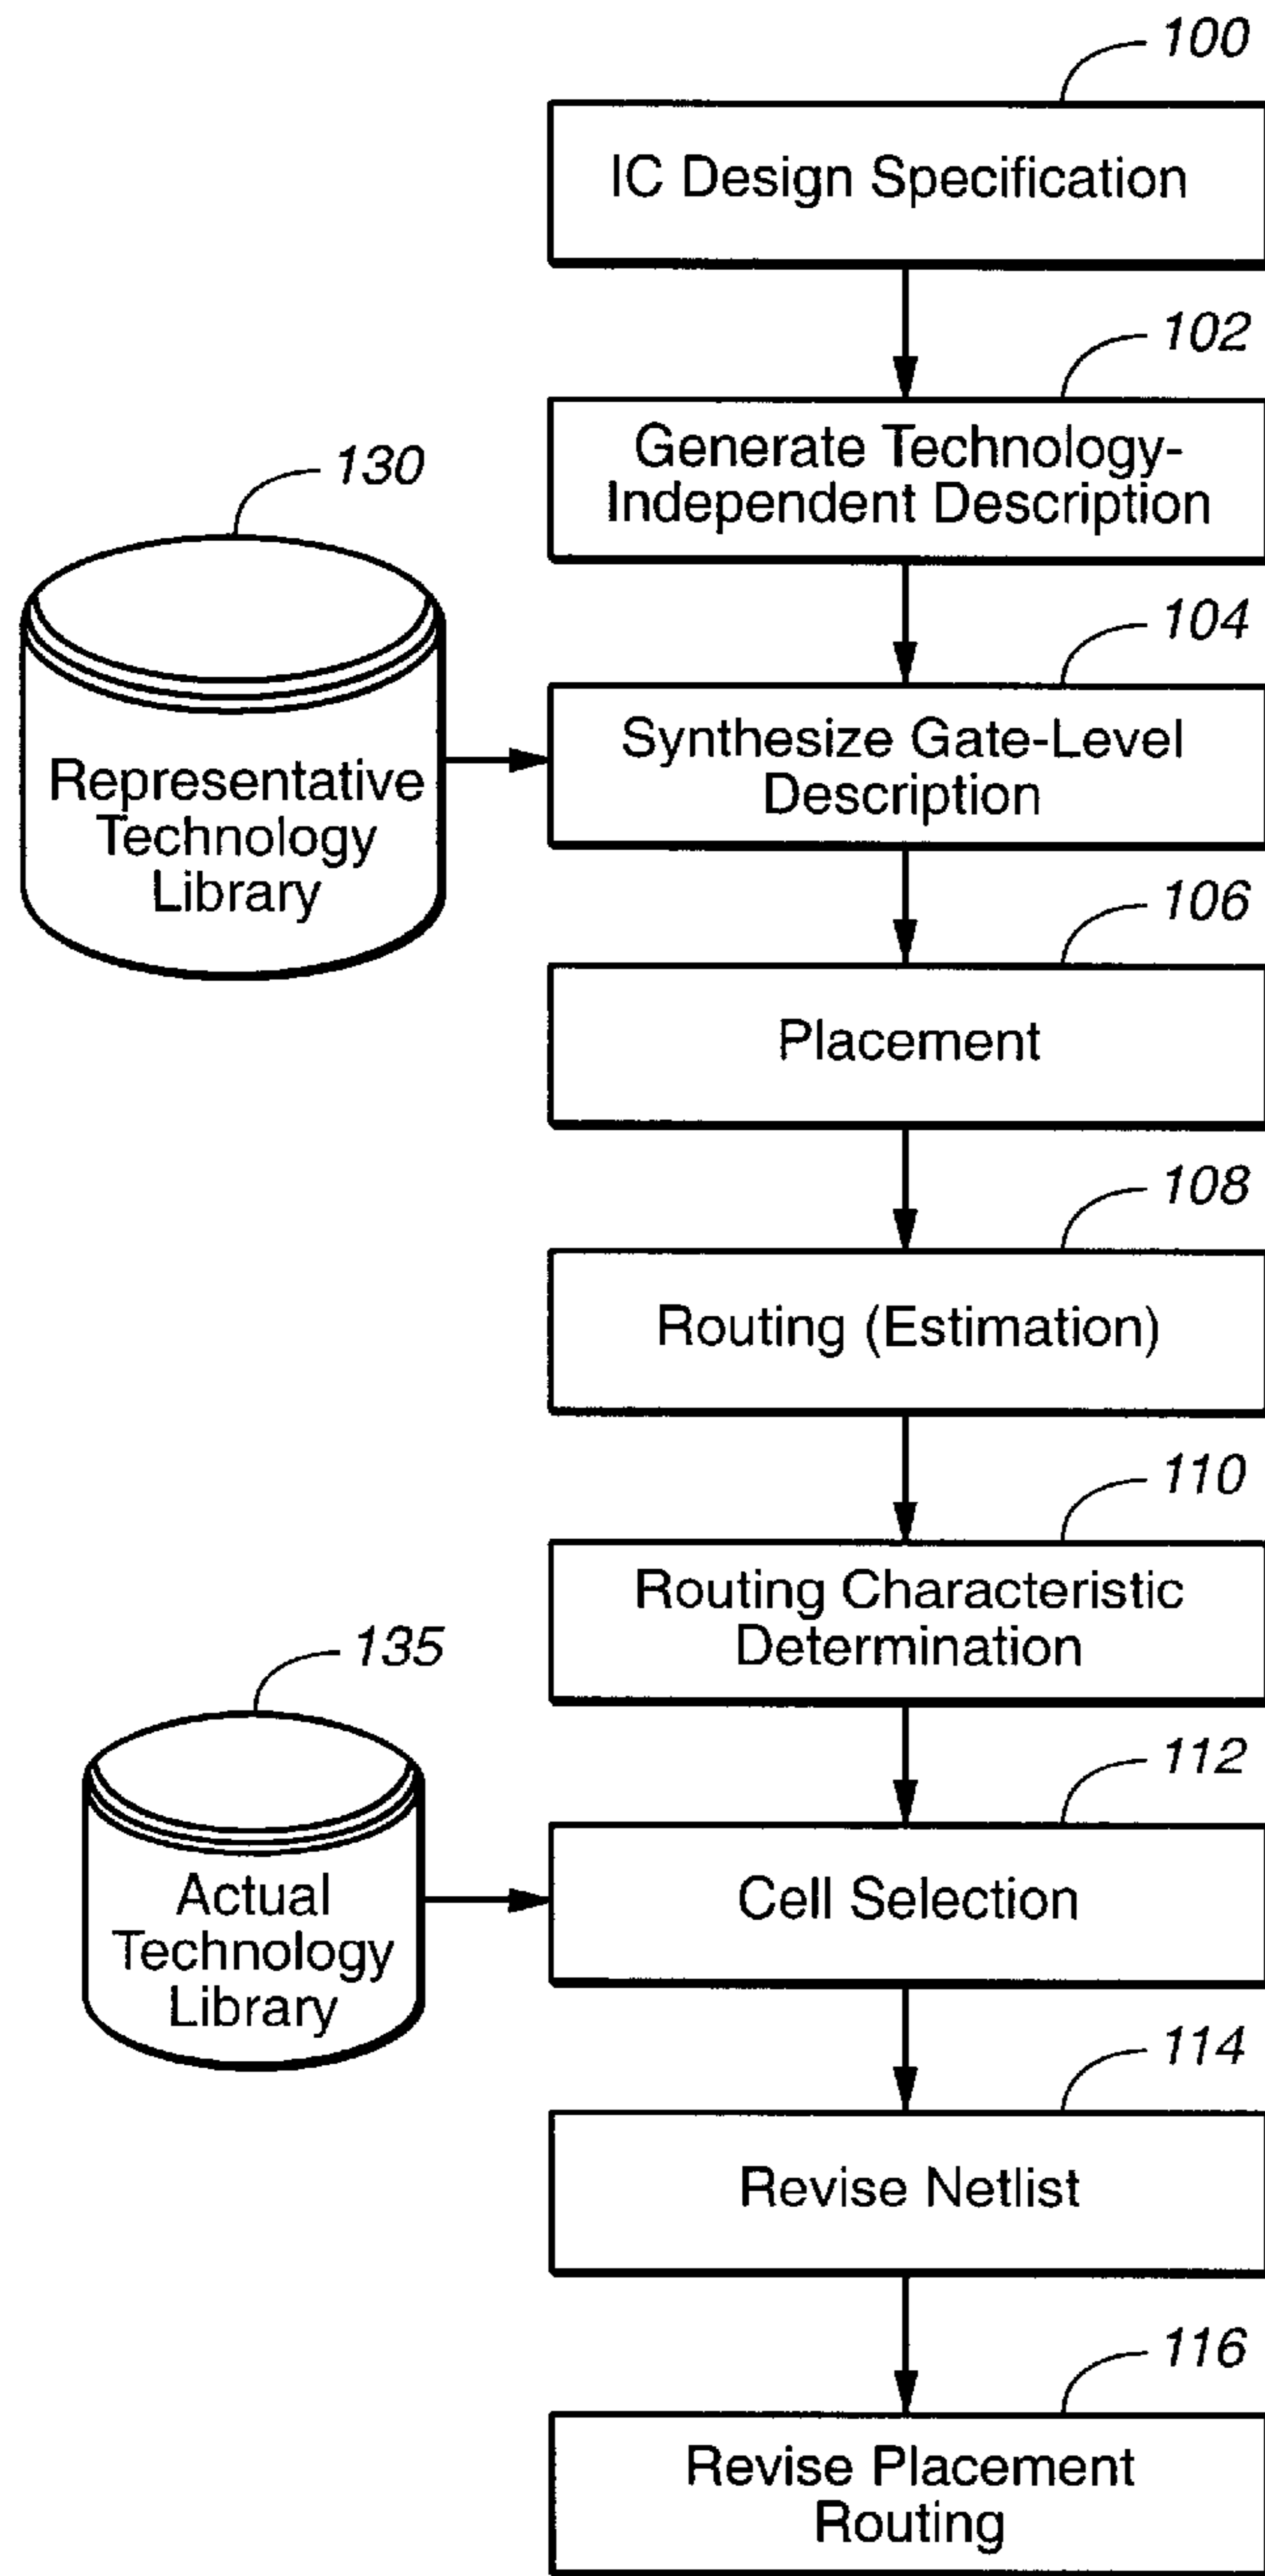 100
IC Design Specification
102
Generate Technology-
Independent Description
130
Representative
Technology
Library
104
Synthesize Gate-Level
Description
106
Placement
108
Routing (Estimation)
110
Routing Characteristic
Determination
135
Actual
Technology
Library
112
Cell Selection
114
Revise Netlist
116
Revise Placement
Routing